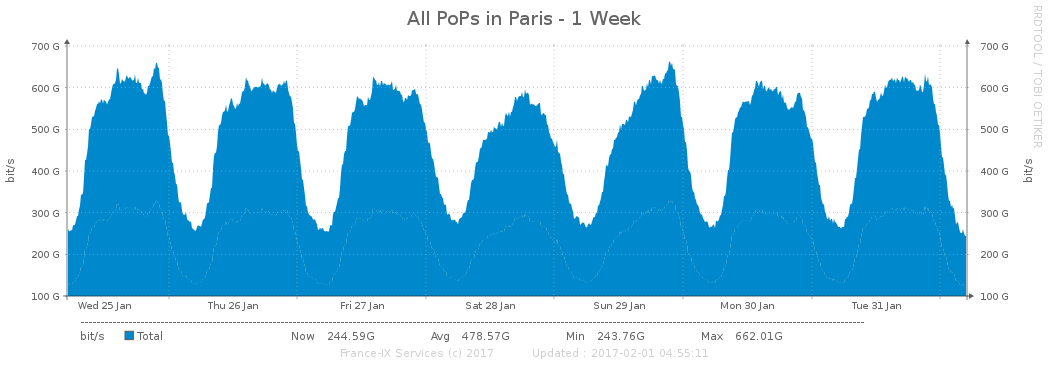 All PoPs in Paris - 1 Week
RRDTOOL / TOBI OETIKER
bit/s
700 G
600 G
500 G
400 G
300 G
200 G
100 G
700 G
600 G
500 G
400 G
300 G
200 G
100 G
bit/s
Wed 25 Jan Thu 26 Jan Fri 27 Jan Sat 28 Jan Sun 29 Jan Mon 30 Jan Tue 31 Jan
bit/s Total Now 244.59G Avg 478.57G Min 243.76G Max 662.01G
France-IX Services (c) 2017 Updated : 2017-02-01 04:55:11